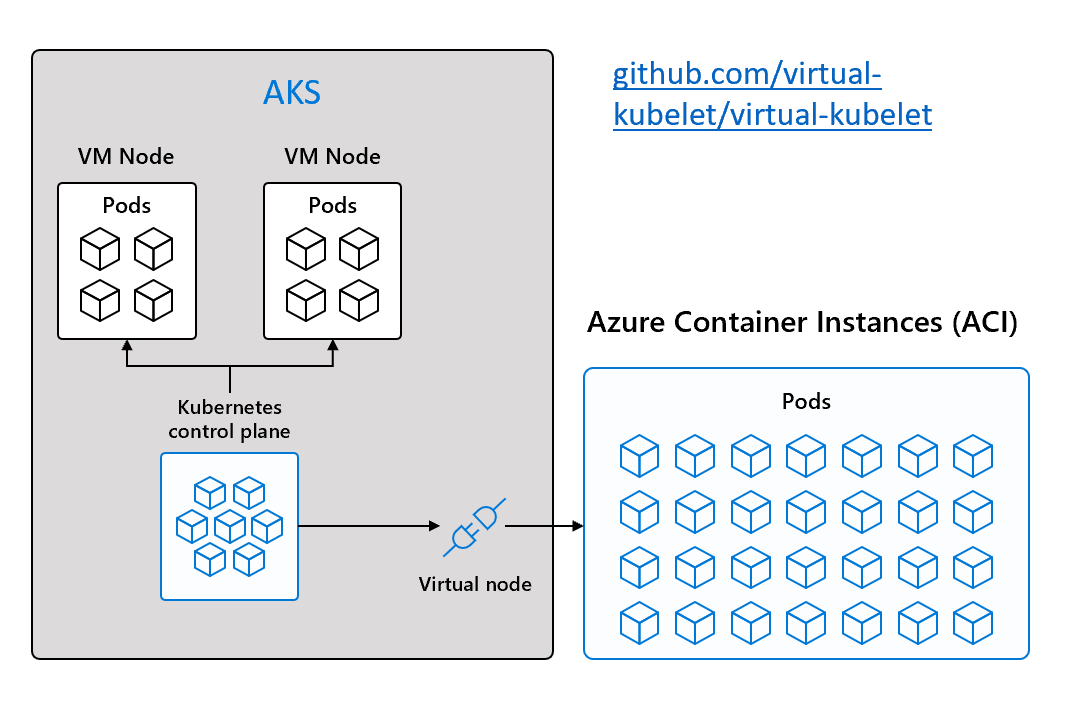 AKS
github.com/virtual-
kubelet/virtual-kubelet
VM Node
VM Node
Pods
Pods
Kubernetes
control plane
Virtual node
Azure Container Instances (ACI)
Pods